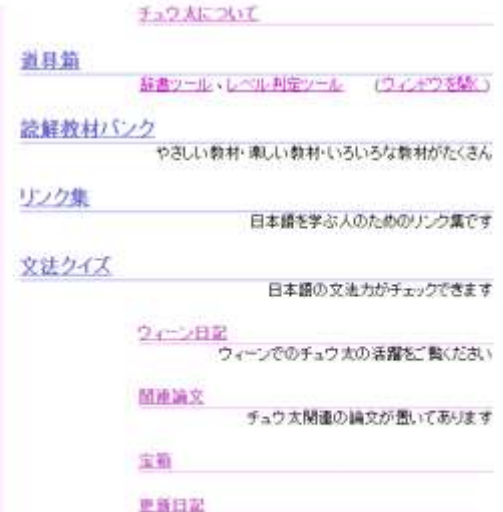 チュウ太について
道具箱
辞書ツール、レベル判定ツール (ウィンドウを開く)
読解教材バンク
やさしい教材・楽しい教材・いろいろな教材がたくさん
リンク集
日本語を学ぶ人のためのリンク集です
文法クイズ
日本語の文法力がチェックできます
ウィーン日記
ウィーンでのチュウ太の活躍をご覧ください
関連論文
チュウ太関連の論文が置いてあります
宝箱
更新日記